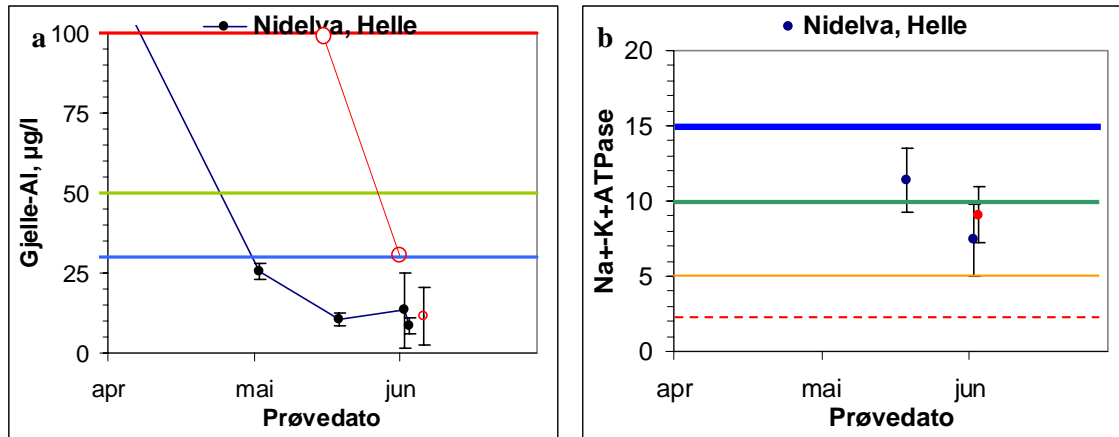 a
Nidelva, Helle
100
75
50
25
0
Gjelle-Al, µg/l
apr mai jun
Prøvedato
b
Nidelva, Helle
20
15
10
5
0
Na+-K+ATPase
apr mai jun
Prøvedato